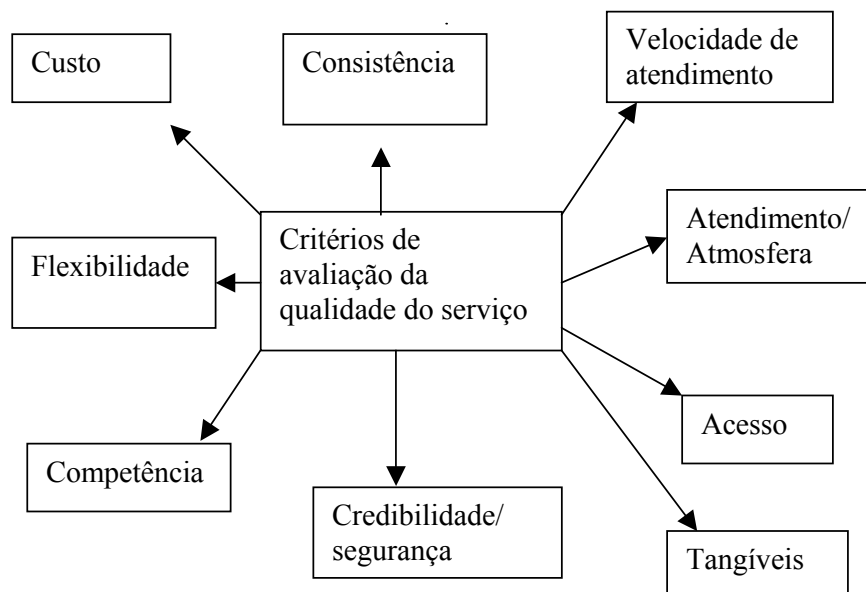 Custo
Consistência
Velocidade de
atendimento
Atendimento/
Atmosfera
Critérios de
avaliação da
qualidade do serviço
Flexibilidade
Acesso
Competência
Credibilidade/
segurança
Tangíveis